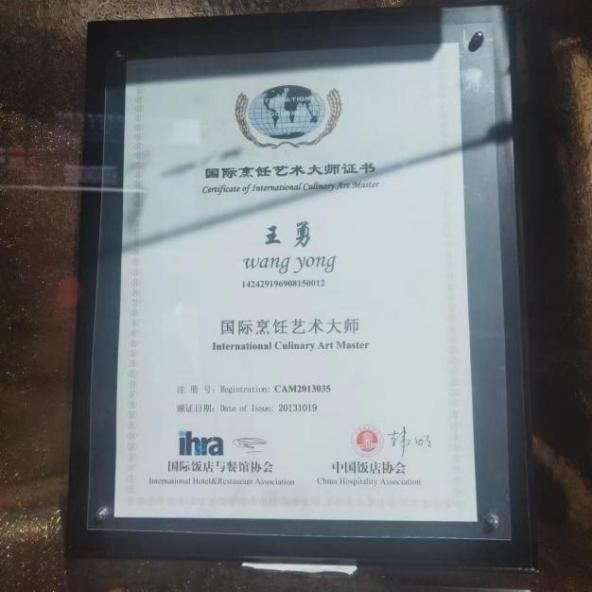 国际烹饪艺术大师证书
Certificate of International Culinary Art Master
王勇
wang yong
142429196908150012
国际烹饪艺术大师
International Culinary Art Master
注 册 号: Registration: CAM2013035
颁证日期: Date of Issue: 20131019
ihra
国际饭店与餐馆协会
International Hotel&Restaurant Association
中国饭店协会
China Hospitality Association